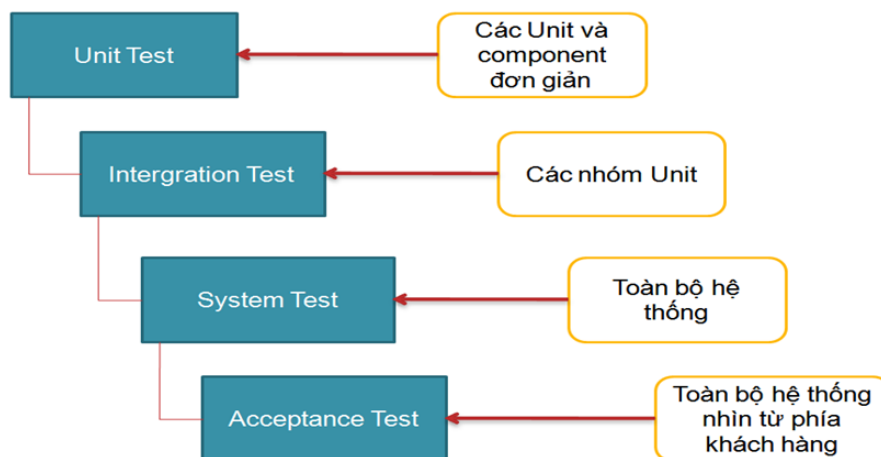 Unit Test
Các Unit và
component
đơn giản
Intergration Test
Các nhóm Unit
System Test
Toàn bộ hệ
thống
Acceptance Test
Toàn bộ hệ thống
nhìn từ phía
khách hàng